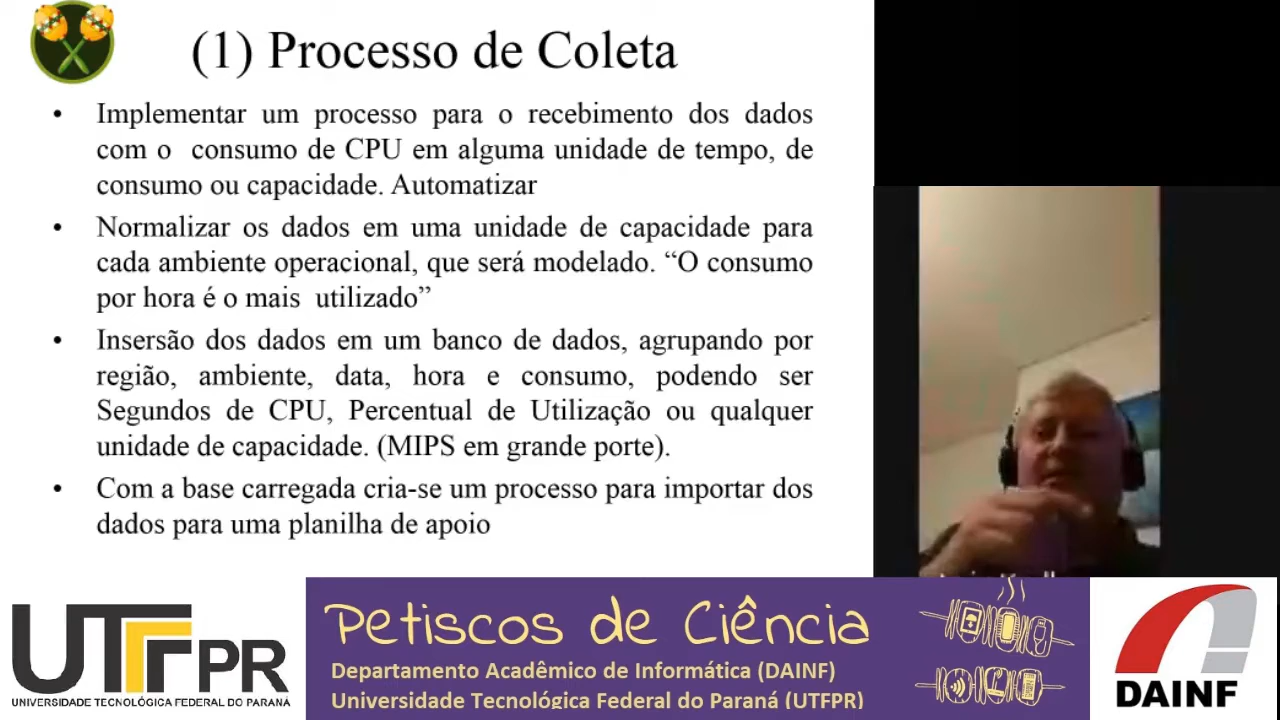 (1) Processo de Coleta
• Implementar um processo para o recebimento dos dados
com o consumo de CPU em alguma unidade de tempo, de
consumo ou capacidade. Automatizar
• Normalizar os dados em uma unidade de capacidade para
cada ambiente operacional, que será modelado. “O consumo
por hora é o mais utilizado”
• Insersão dos dados em um banco de dados, agrupando por
região, ambiente, data, hora e consumo, podendo ser
Segundos de CPU, Percentual de Utilização ou qualquer
unidade de capacidade. (MIPS em grande porte).
• Com a base carregada cria-se um processo para importar dos
dados para uma planilha de apoio
UTFPR
UNIVERSIDADE TECNOLÓGICA FEDERAL DO PARANÁ
Petiscos de Ciência
Departamento Acadêmico de Informática (DAINF)
Universidade Tecnológica Federal do Paraná (UTFPR)
DAINF